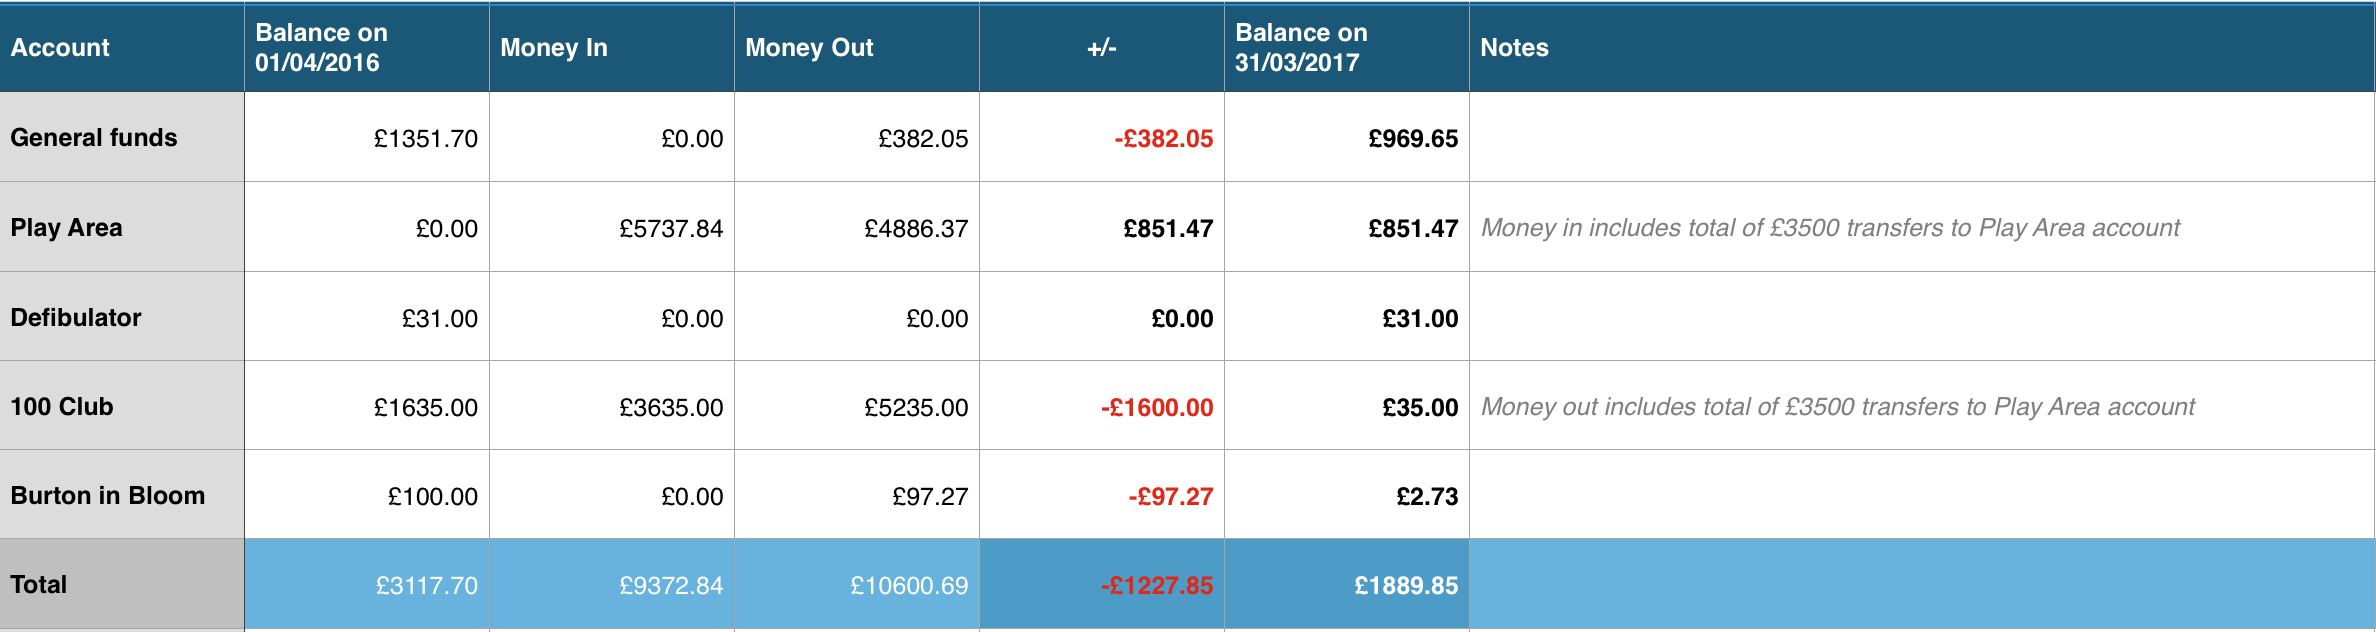 Account Balance on 01/04/2016 Money In Money Out +/- Balance on 31/03/2017 Notes
General funds £1351.70 £0.00 £382.05 -£382.05 £969.65
Play Area £0.00 £5737.84 £4886.37 £851.47 £851.47 Money in includes total of £3500 transfers to Play Area account
Defibulator £31.00 £0.00 £0.00 £0.00 £31.00
100 Club £1635.00 £3635.00 £5235.00 -£1600.00 £35.00 Money out includes total of £3500 transfers to Play Area account
Burton in Bloom £100.00 £0.00 £97.27 -£97.27 £2.73
Total £3117.70 £9372.84 £10600.69 -£1227.85 £1889.85